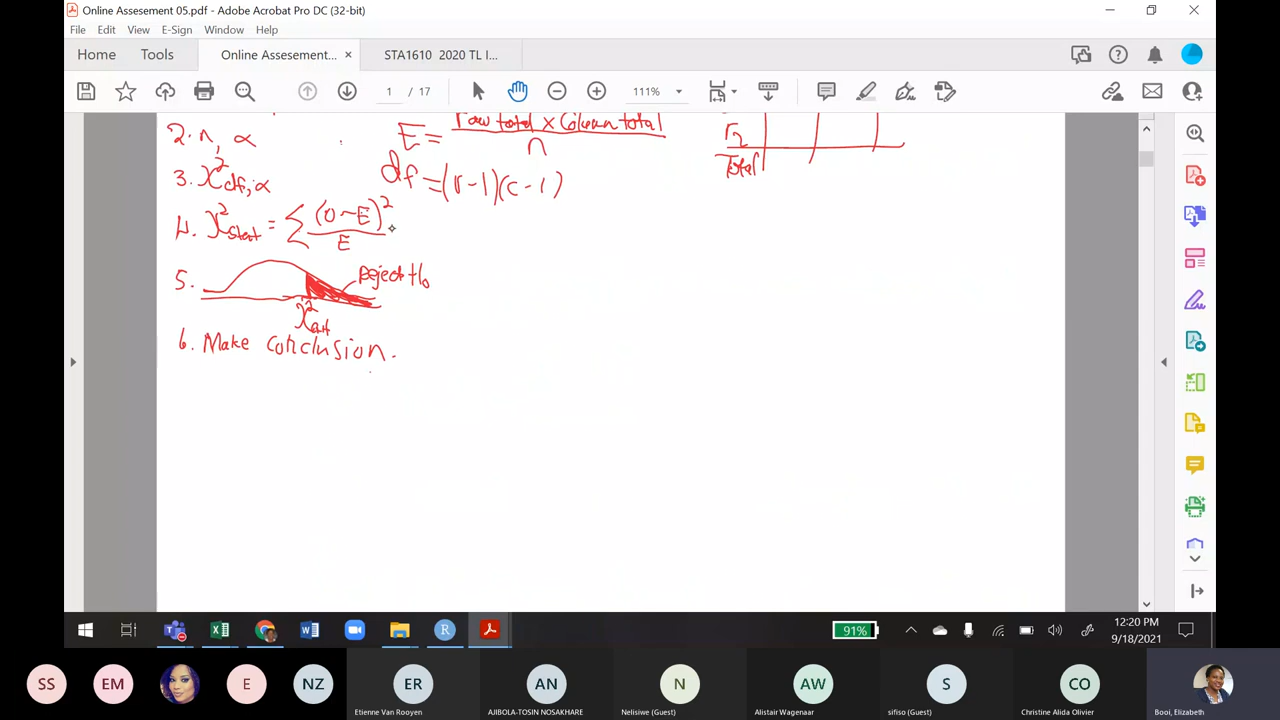 Online Assesement 05.pdf - Adobe Acrobat Pro DC (32-bit)
File Edit View E-Sign Window Help
Home Tools Online Assesement... × STA1610 2020 TL I...
1 / 17 111%
2. n, α
E = row total × Column total / n
r2
Total
3. χ²df, α
df = (r-1)(c-1)
4. χ²stat = Σ (O-E)² / E
5. Reject H₀
χ²crit
6. Make conclusion.
91%
12:20 PM
9/18/2021
SS EM E NZ ER AN N AW S CO
Etienne Van Rooyen AJIBOLA-TOSIN NOSAKHARE Nelisiwe (Guest) Alistair Wagenaar sifiso (Guest) Christine Alida Olivier Booi, Elizabeth